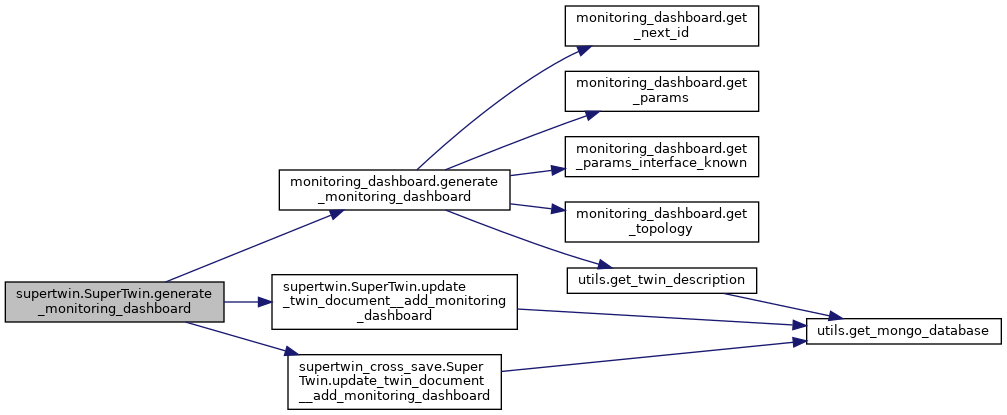 monitoring_dashboard.get
_next_id
monitoring_dashboard.get
_params
monitoring_dashboard.get
_params_interface_known
monitoring_dashboard.generate
_monitoring_dashboard
monitoring_dashboard.get
_topology
utils.get_twin_description
supertwin.SuperTwin.generate
_monitoring_dashboard
supertwin.SuperTwin.update
_twin_document__add_monitoring
_dashboard
utils.get_mongo_database
supertwin_cross_save.Super
Twin.update_twin_document
__add_monitoring_dashboard